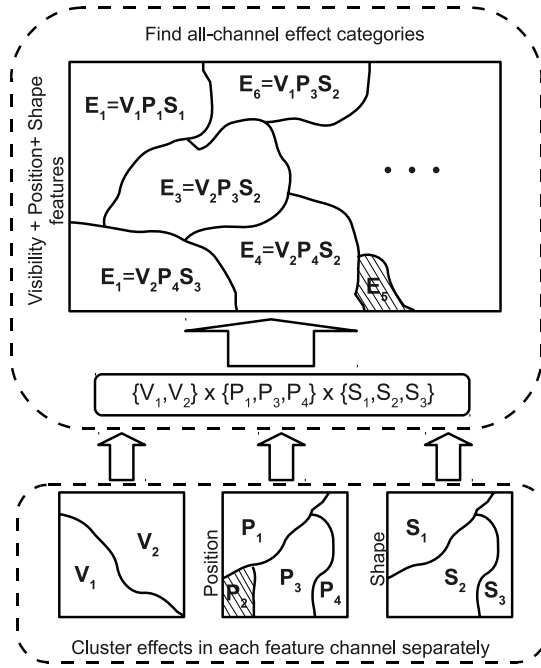 Find all-channel effect categories
Visibility + Position+ Shape
features
E₁=V₁P₁S₁
E₆=V₁P₃S₂
E₃=V₂P₃S₂
E₄=V₂P₄S₂
E₁=V₂P₄S₃
E₅
• • •
{V₁,V₂} x {P₁,P₃,P₄} x {S₁,S₂,S₃}
V₁
V₂
Position
P₁
P₂
P₃
P₄
Shape
S₁
S₂
S₃
Cluster effects in each feature channel separately